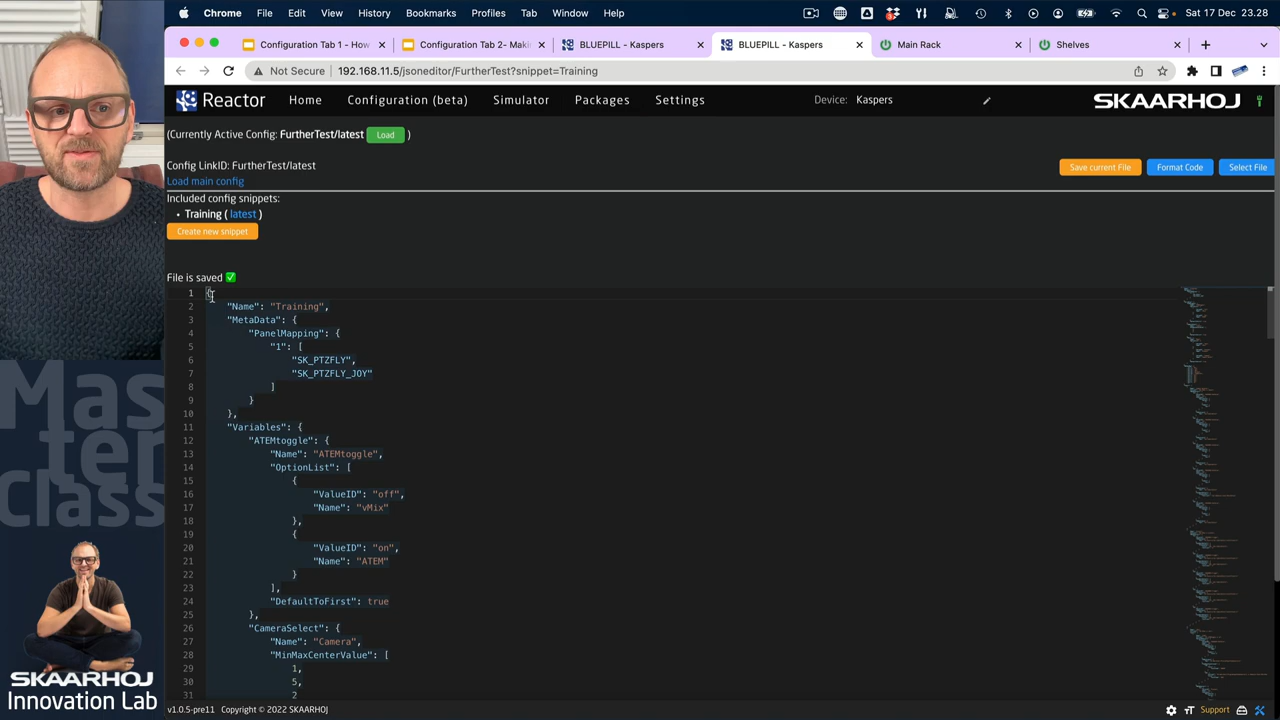 Chrome File Edit View History Bookmarks Profiles Tab Window Help Sat 17 Dec 23.28
Configuration Tab 1 - How Configuration Tab 2- Maki BLUEPILL - Kaspers BLUEPILL - Kaspers Main Rack Shelves
Not Secure 192.168.11.5/jsoneditor/FurtherTest?snippet=Training
Reactor Home Configuration (beta) Manual Packages Settings Device: Kaspers SKAARHOJ
(Currently Active Config: FurtherTest/latest Load )
Config LinkID: FurtherTest/latest
Save current File Format Code Select File
Load main config
Included config snippets:
• Training ( latest )
Create new snippet
File is saved
1 {
2 "Name": "Training",
3 "MetaData": {
4 "PanelMapping": {
5 "1": [
6 "SK_PTZFLY",
7 "SK_PTZFLY_JOY"
8 ]
9 }
10 },
11 "Variables": {
12 "ATEMtoggle": {
13 "Name": "ATEMtoggle",
14 "OptionList": [
15 {
16 "ValueID": "off",
17 "Name": "vMix"
18 },
19 {
20 "ValueID": "on",
21 "Name": "ATEM"
22 }
23 ],
24 "DefaultToFirst": true
25 },
26 "CameraSelect": {
27 "Name": "Camera",
28 "MinMaxCenterValue": [
29 1,
30 5,
31 2
v1.0.5-pre11 Copyright © 2022 SKAARHOJ Support
Mas
ter
Class
SKAARHOJ
Innovation Lab